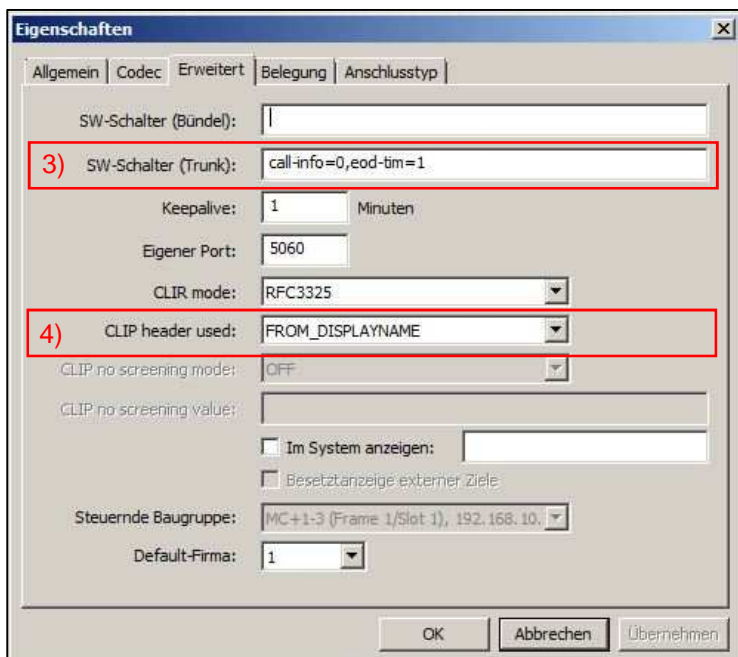 Eigenschaften
Allgemein Codec Erweitert Belegung Anschlusstyp
SW-Schalter (Bündel):
3) SW-Schalter (Trunk): call-info=0,eod-tim=1
Keepalive: 1 Minuten
Eigener Port: 5060
CLIR mode: RFC3325
4) CLIP header used: FROM_DISPLAYNAME
CLIP no screening mode: OFF
CLIP no screening value:
Im System anzeigen:
Besetztanzeige externer Ziele
Steuernde Baugruppe: MC+1-3 (Frame 1/Slot 1), 192.168.10.
Default-Firma: 1
OK Abbrechen Übernehmen